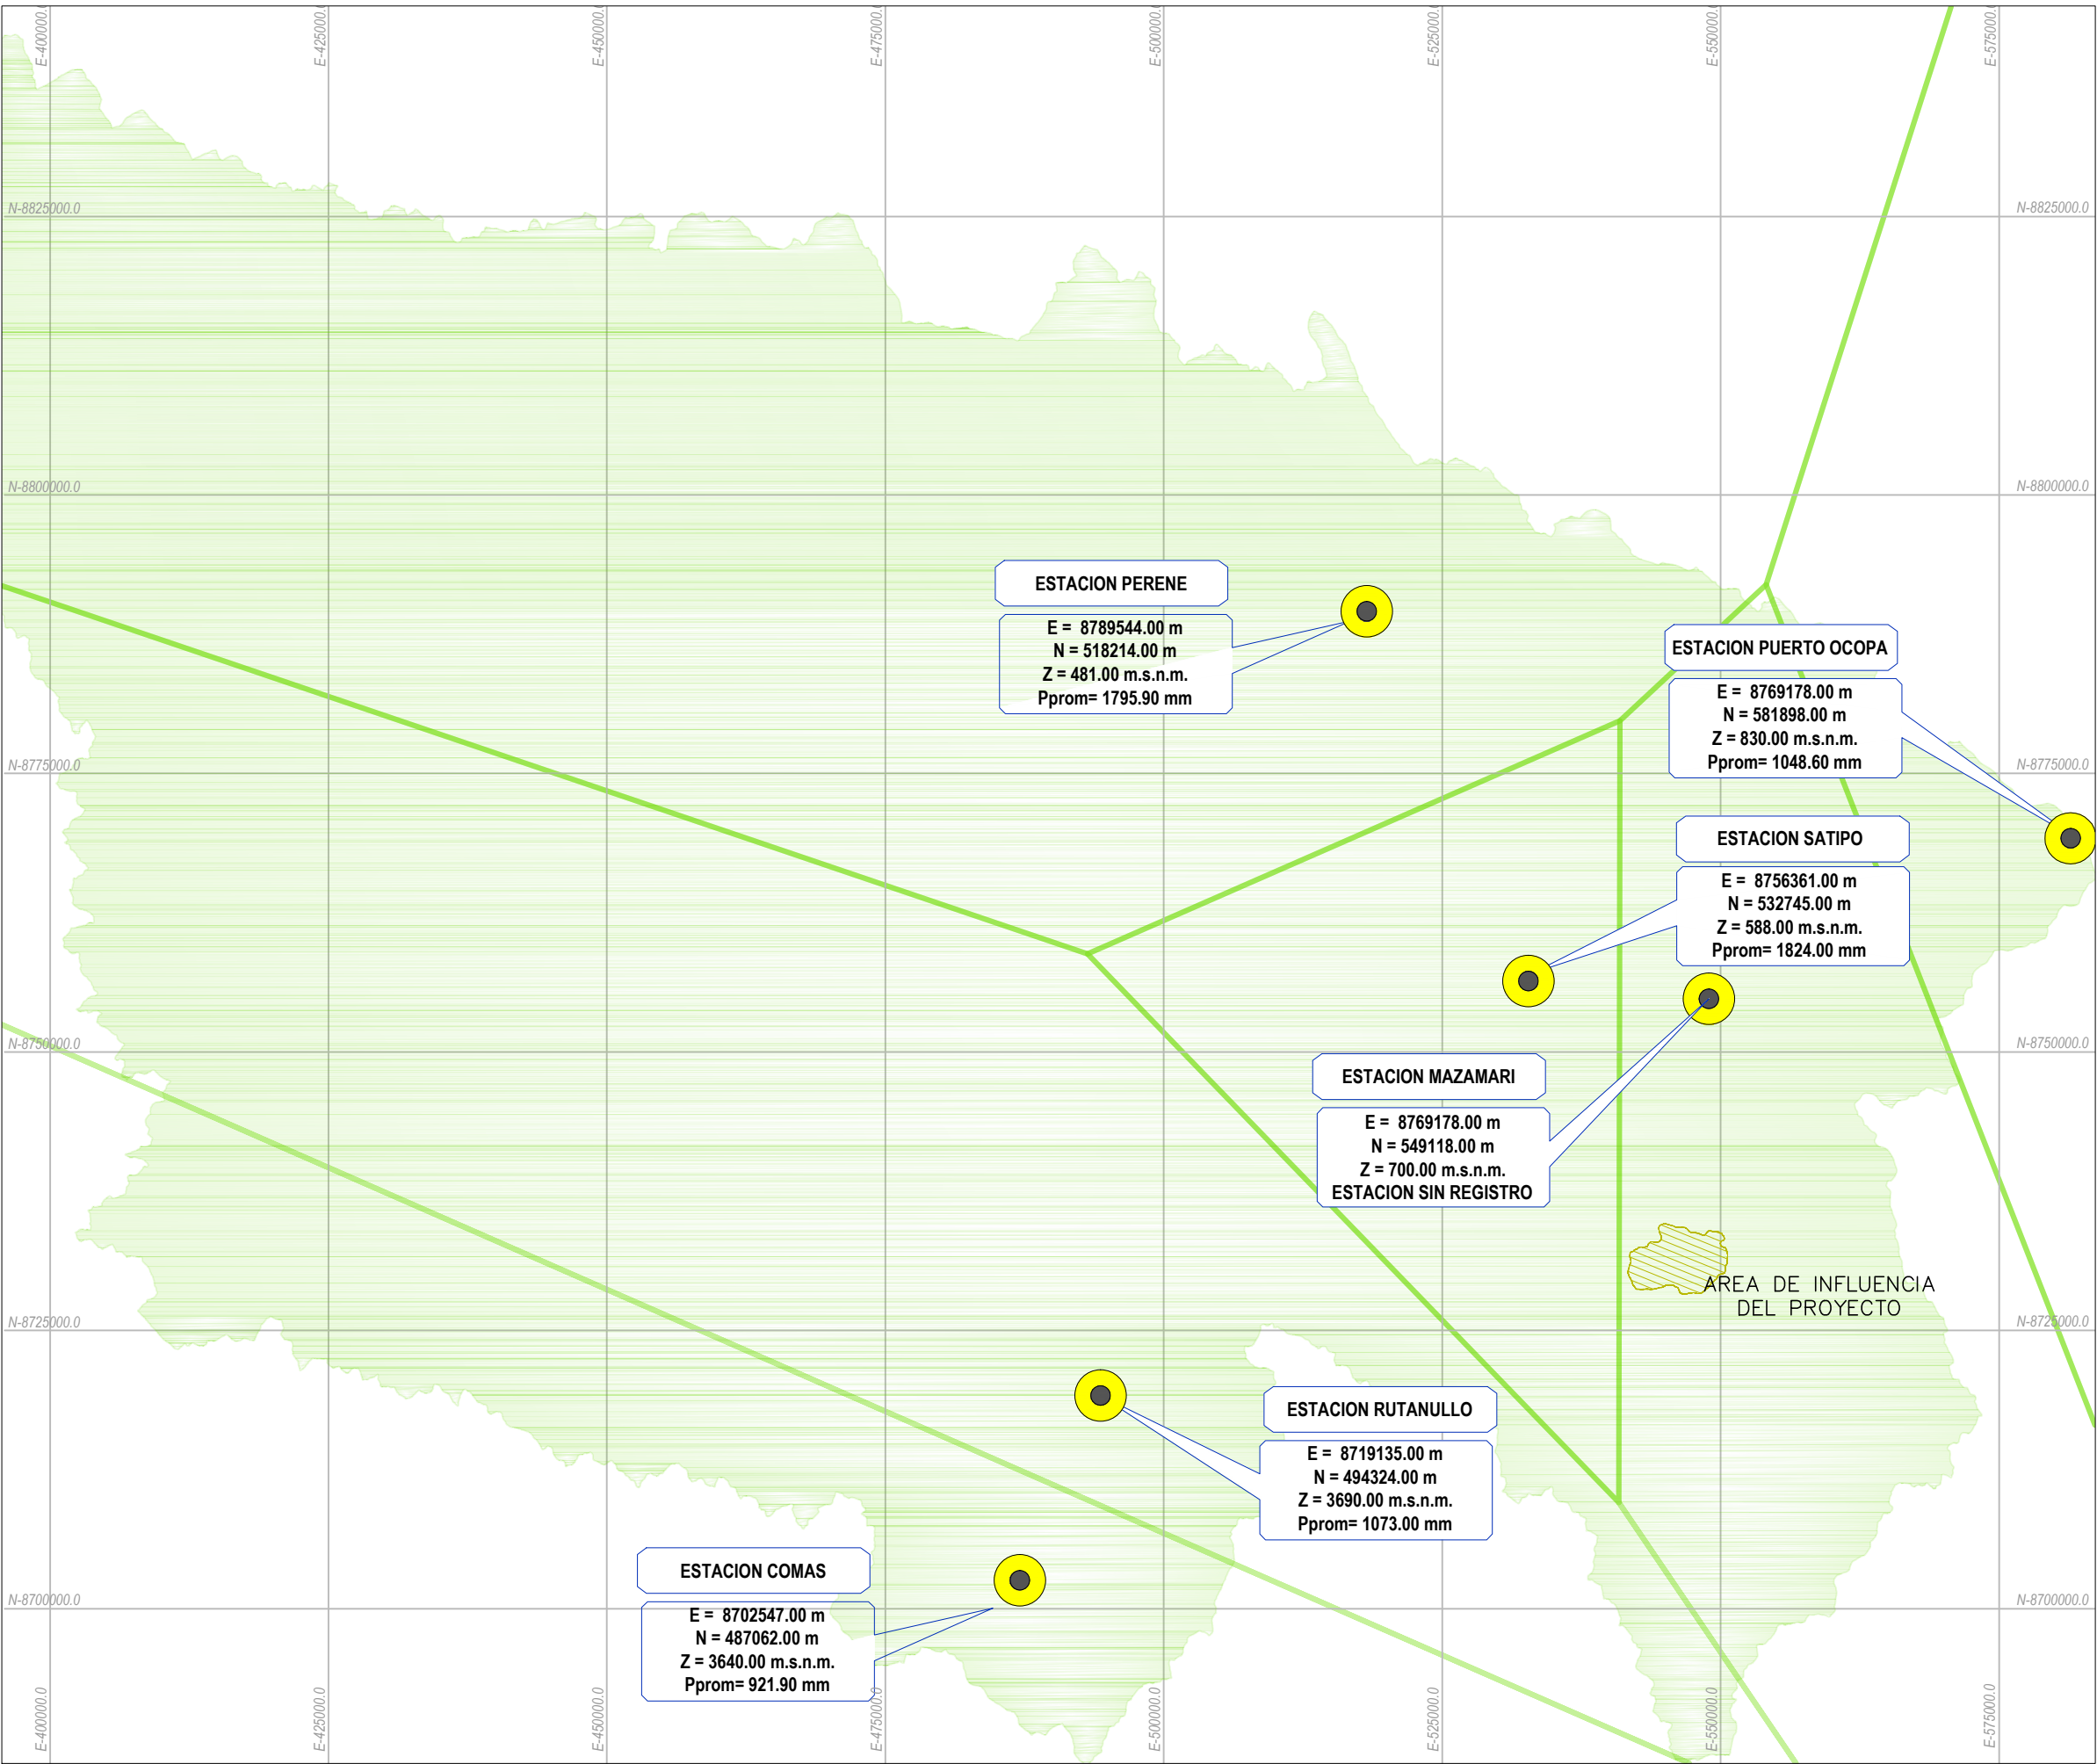 E-400000.0
E-425000.0
E-450000.0
E-475000.0
E-500000.0
E-525000.0
E-550000.0
E-575000.0
N-8825000.0
N-8825000.0
N-8800000.0
N-8800000.0
ESTACION PERENE
E = 8789544.00 m
N = 518214.00 m
Z = 481.00 m.s.n.m.
Pprom= 1795.90 mm
ESTACION PUERTO OCOPA
E = 8769178.00 m
N = 581898.00 m
Z = 830.00 m.s.n.m.
Pprom= 1048.60 mm
N-8775000.0
N-8775000.0
ESTACION SATIPO
E = 8756361.00 m
N = 532745.00 m
Z = 588.00 m.s.n.m.
Pprom= 1824.00 mm
N-8750000.0
N-8750000.0
ESTACION MAZAMARI
E = 8769178.00 m
N = 549118.00 m
Z = 700.00 m.s.n.m.
ESTACION SIN REGISTRO
AREA DE INFLUENCIA
DEL PROYECTO
N-8725000.0
N-8725000.0
ESTACION RUTANULLO
E = 8719135.00 m
N = 494324.00 m
Z = 3690.00 m.s.n.m.
Pprom= 1073.00 mm
ESTACION COMAS
E = 8702547.00 m
N = 487062.00 m
Z = 3640.00 m.s.n.m.
Pprom= 921.90 mm
N-8700000.0
N-8700000.0
E-400000.0
E-425000.0
E-450000.0
E-475000.0
E-500000.0
E-525000.0
E-550000.0
E-575000.0